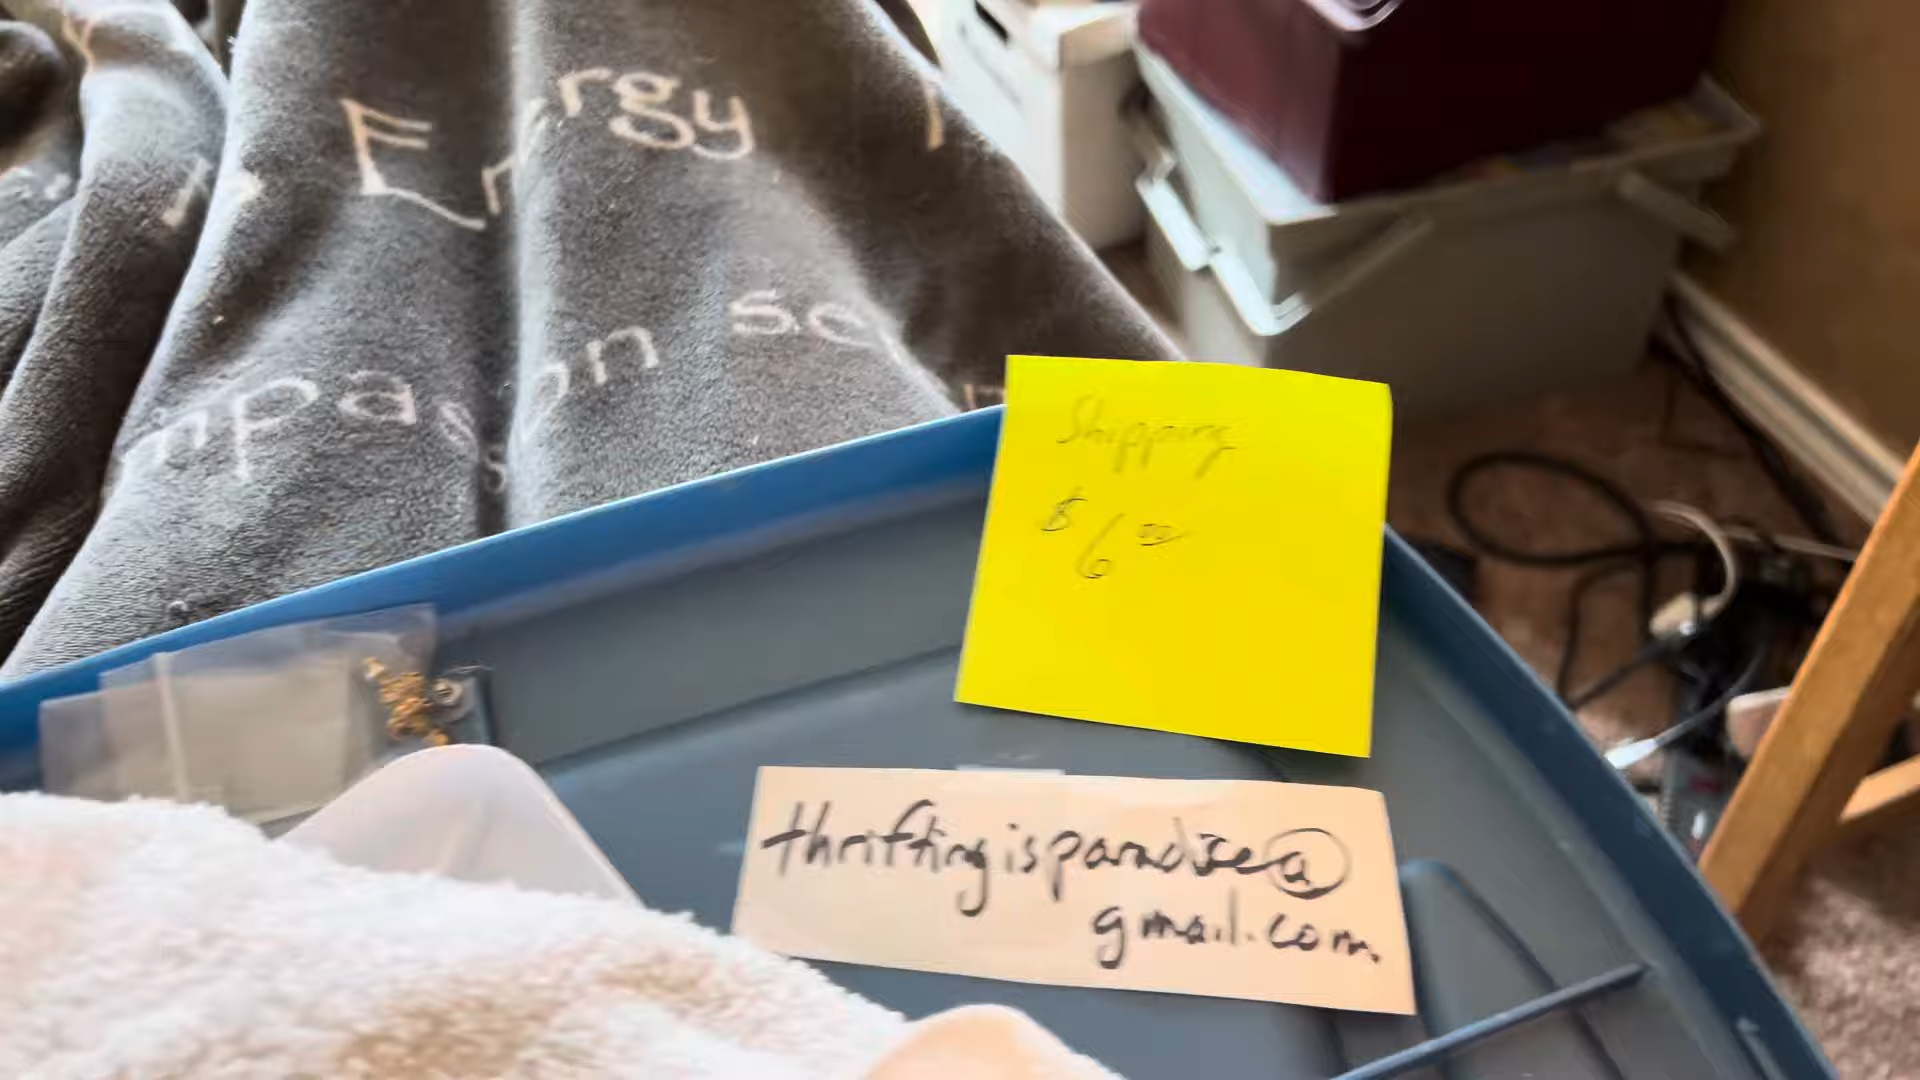 Energy
Shipping
$6.00
thriftingisparadise@
gmail.com.